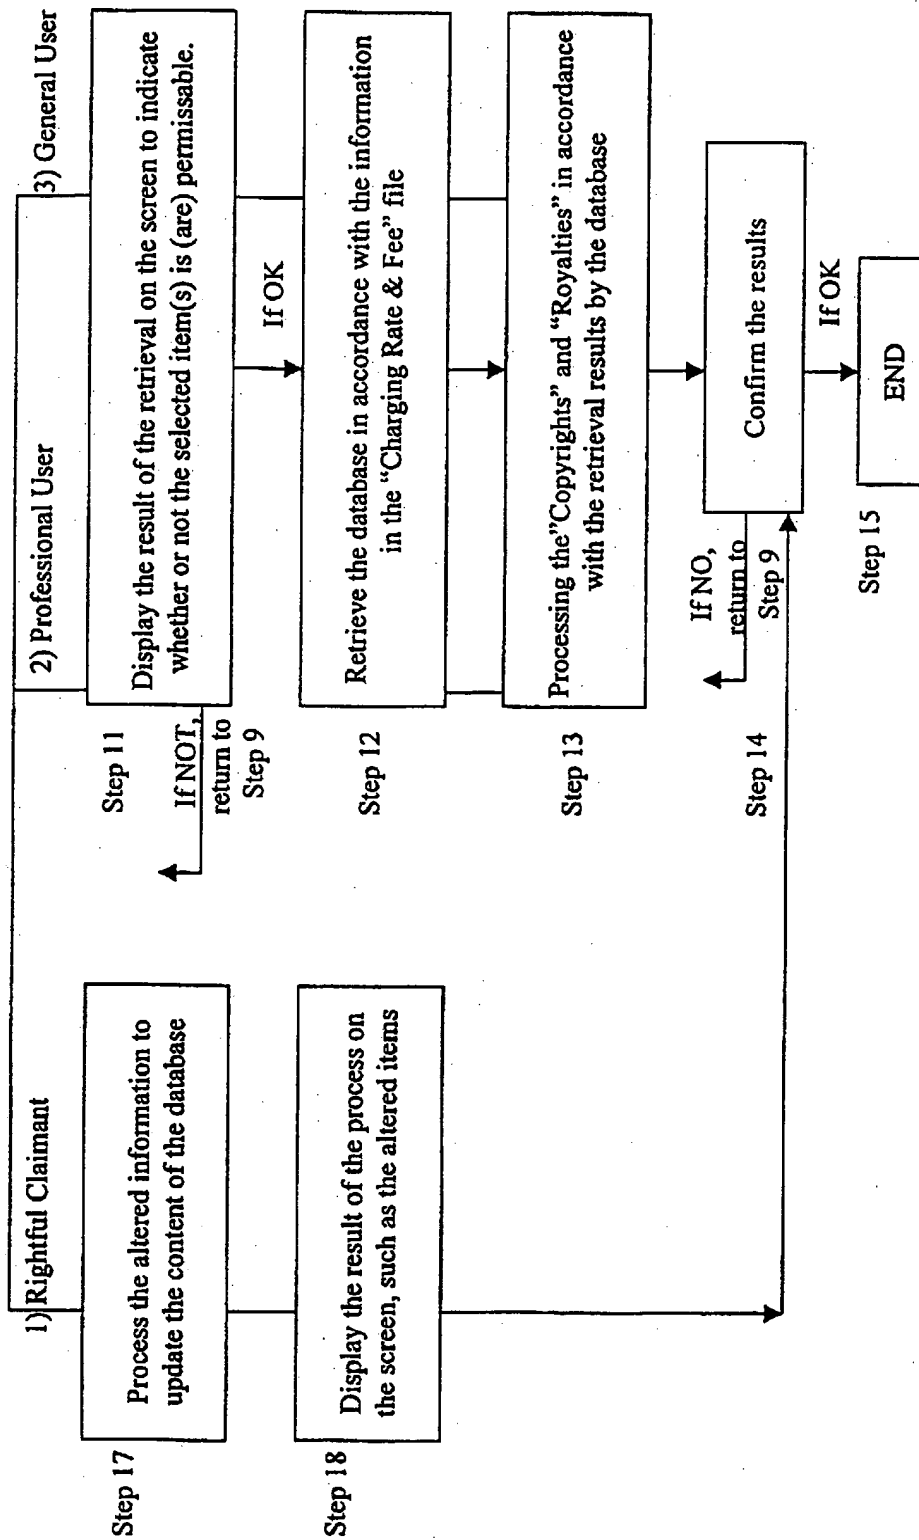 1) Rightful Claimant
2) Professional User
3) General User
Step 17
Process the altered information to
update the content of the database
Step 18
Display the result of the process on
the screen, such as the altered items
Step 11
Display the result of the retrieval on the screen to indicate
whether or not the selected item(s) is (are) permissable.
If NOT,
return to
Step 9
If OK
Step 12
Retrieve the database in accordance with the information
in the “Charging Rate & Fee” file
Step 13
Processing the”Copyrights” and “Royalties” in accordance
with the retrieval results by the database
Step 14
Confirm the results
If NO,
return to
Step 9
If OK
Step 15
END